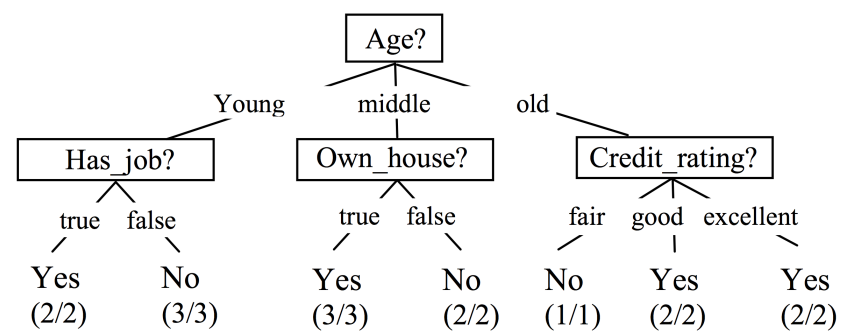 Age?
Young middle old
Has_job? Own_house? Credit_rating?
true false true false fair good excellent
Yes No Yes No No Yes Yes
(2/2) (3/3) (3/3) (2/2) (1/1) (2/2) (2/2)